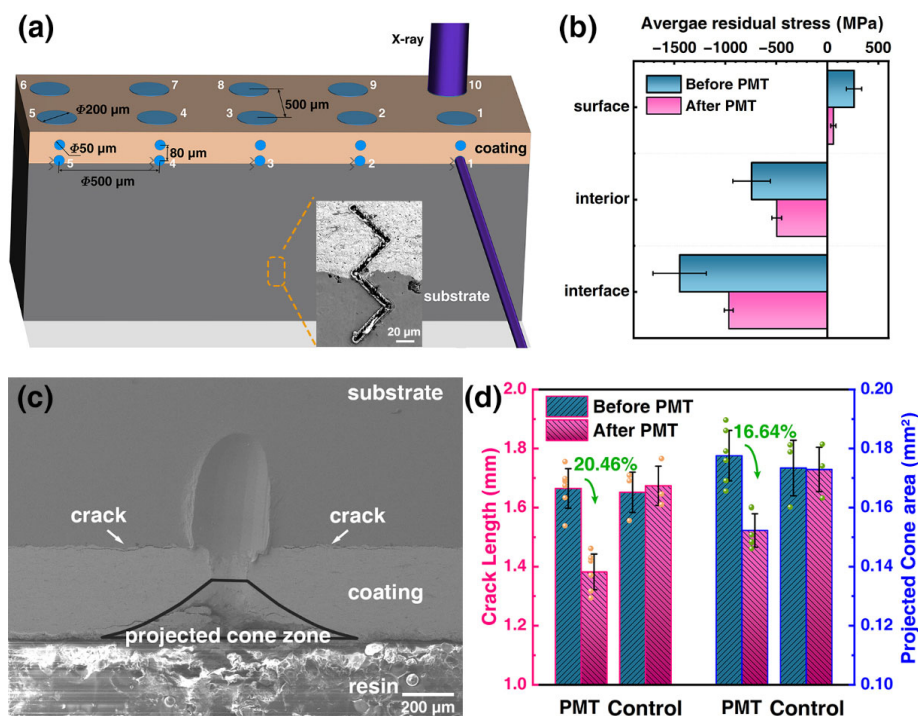 (a)
X-ray
6
7
8
9
10
5
Φ200 μm
4
3
500 μm
2
1
Φ50 μm
80 μm
coating
5
4
3
2
1
Φ500 μm
substrate
20 μm
(b)
Avergae residual stress (MPa)
−1500 −1000 −500 0 500
Before PMT
After PMT
surface
interior
interface
(c)
substrate
crack
crack
coating
projected cone zone
resin
200 μm
(d)
Crack Length (mm)
2.0
1.8
1.6
1.4
1.2
1.0
Before PMT
After PMT
20.46%
16.64%
PMT Control
PMT Control
0.20
0.18
0.16
0.14
0.12
0.10
Projected Cone area (mm²)